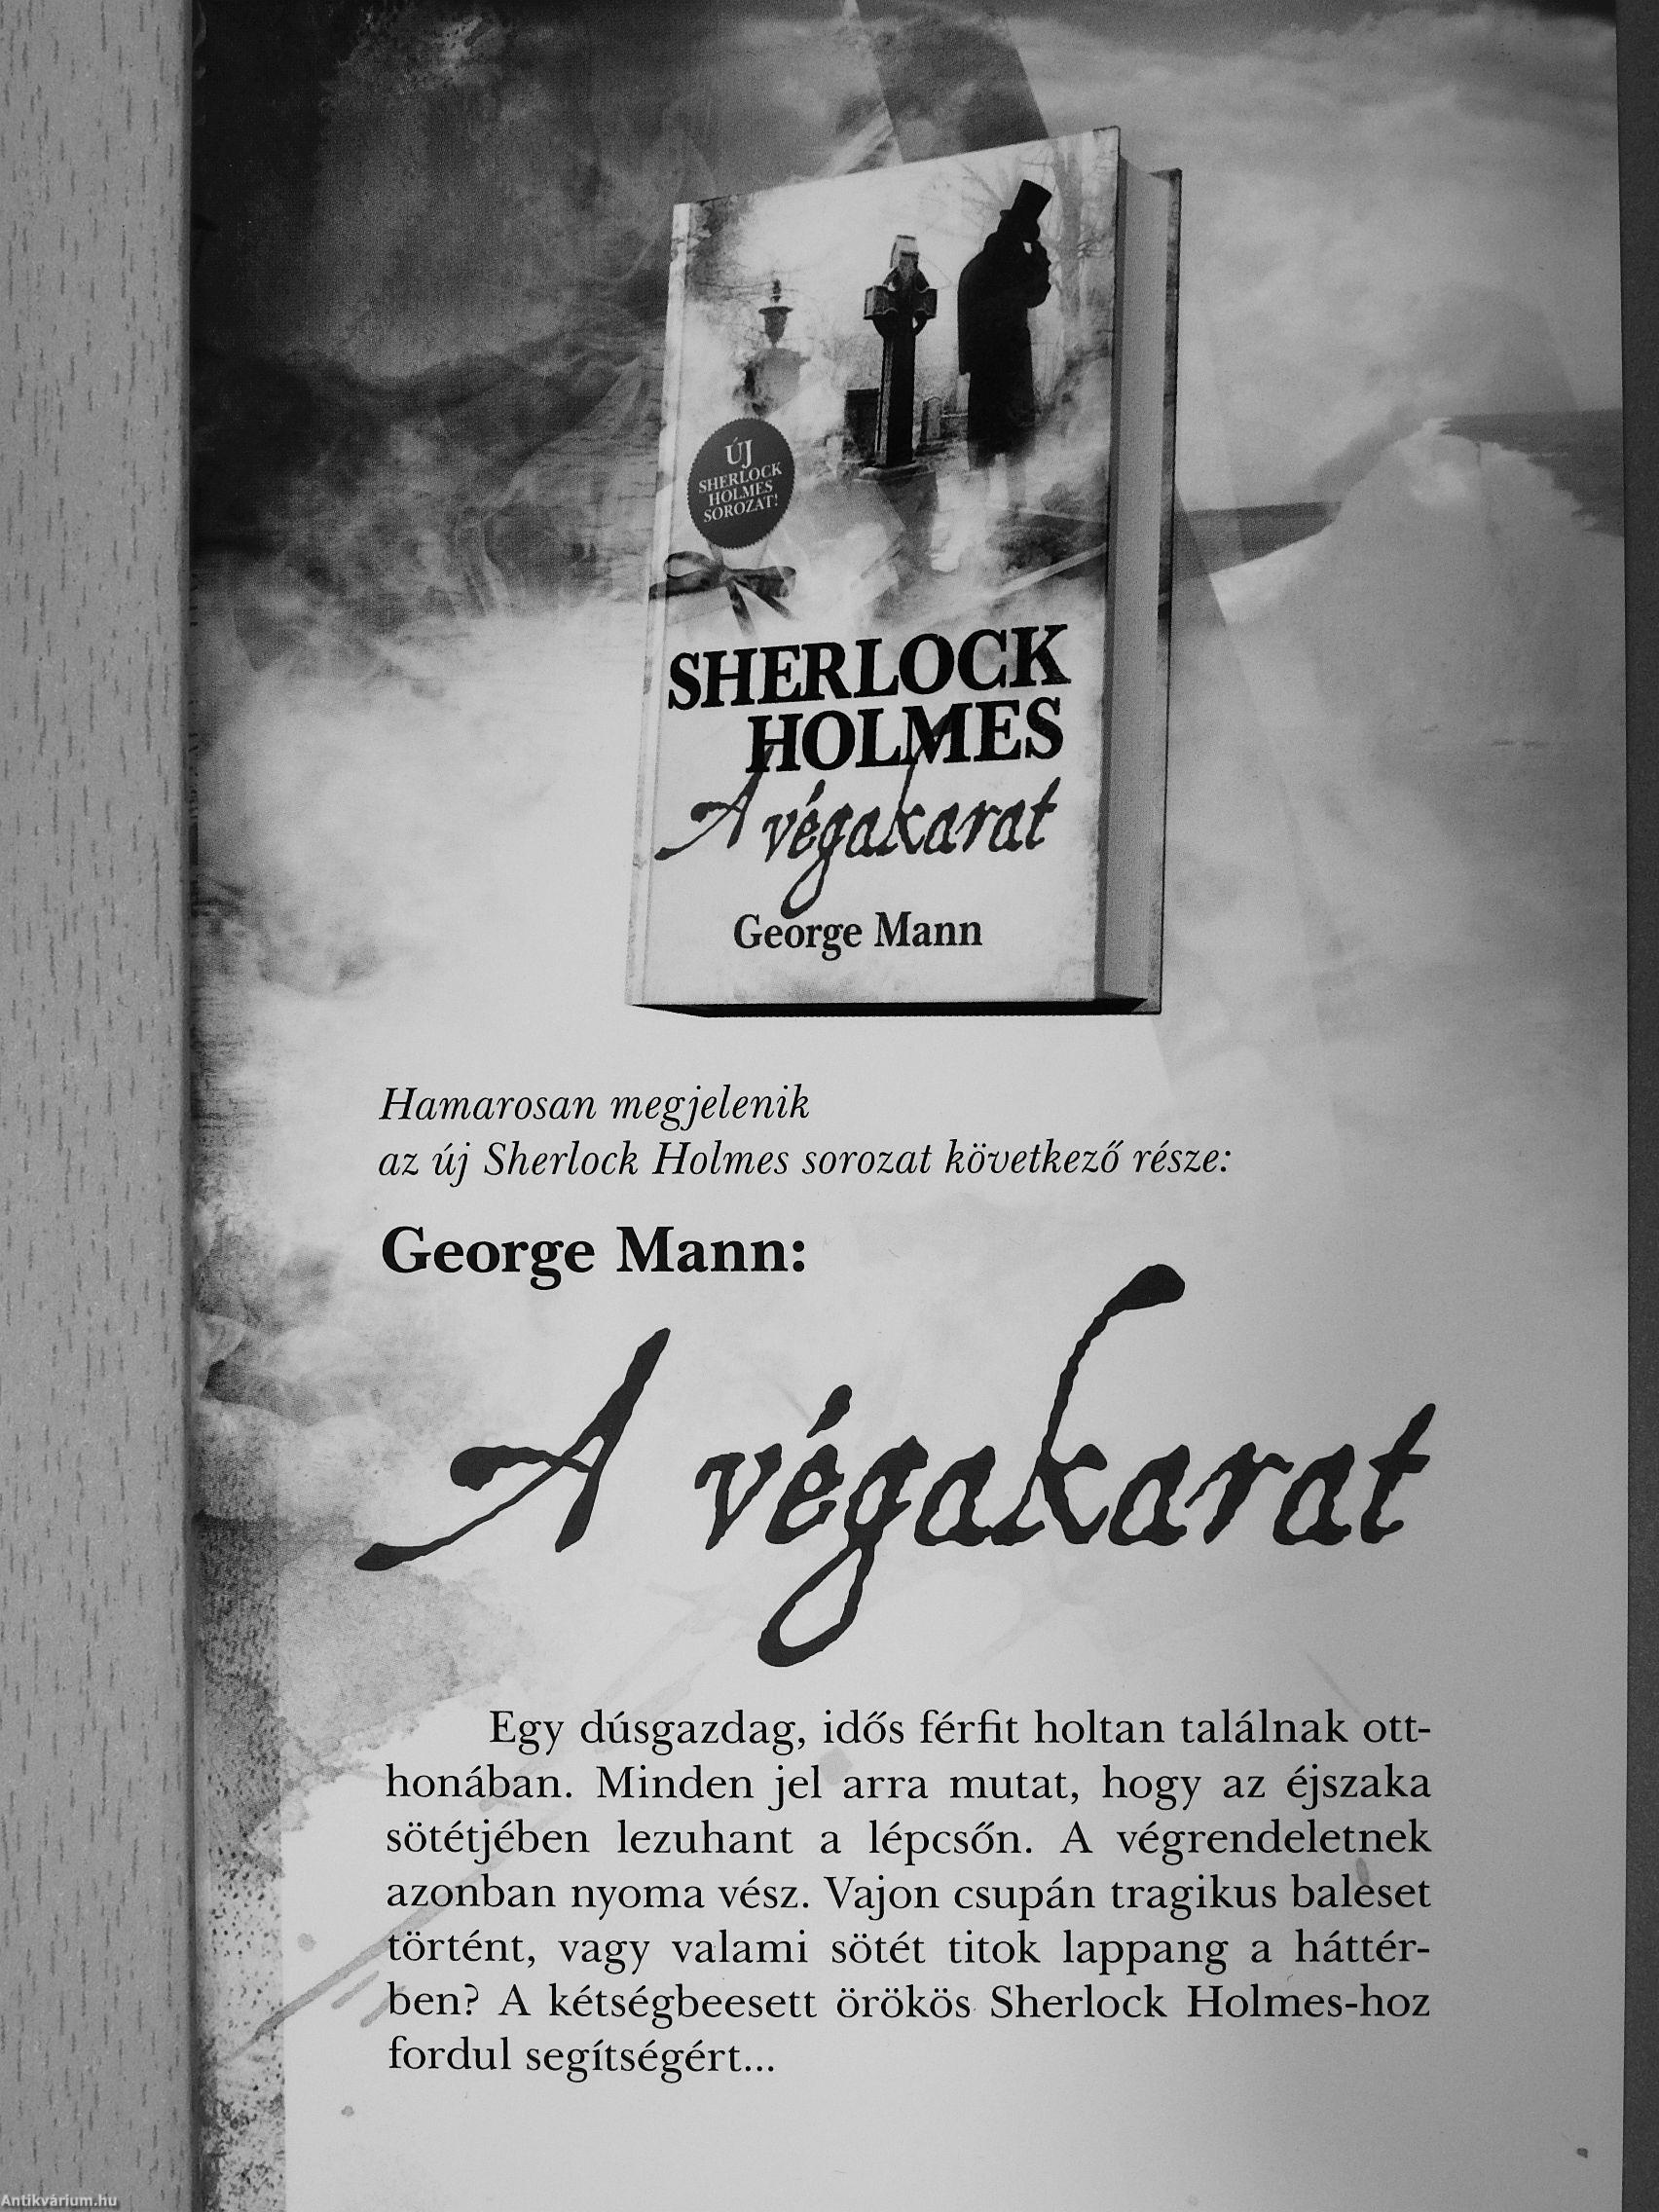 ÚJ
SHERLOCK
HOLMES
SOROZAT!
SHERLOCK
HOLMES
A végakarat
George Mann
Hamarosan megjelenik
az új Sherlock Holmes sorozat következő része:
George Mann:
A végakarat
Egy dúsgazdag, idős férfit holtan találnak ott-
honában. Minden jel arra mutat, hogy az éjszaka
sötétjében lezuhant a lépcsőn. A végrendeletnek
azonban nyoma vész. Vajon csupán tragikus baleset
történt, vagy valami sötét titok lappang a háttér-
ben? A kétségbeesett örökös Sherlock Holmes-hoz
fordul segítségért...
Antikvárium.hu